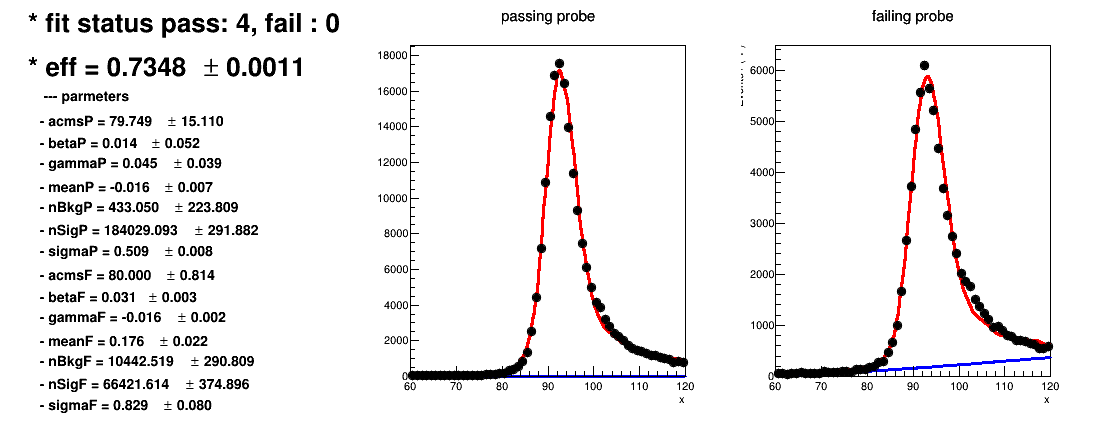 * fit status pass: 4, fail : 0
* eff = 0.7348 ± 0.0011
--- parmeters
- acmsP = 79.749 ± 15.110
- betaP = 0.014 ± 0.052
- gammaP = 0.045 ± 0.039
- meanP = -0.016 ± 0.007
- nBkgP = 433.050 ± 223.809
- nSigP = 184029.093 ± 291.882
- sigmaP = 0.509 ± 0.008
- acmsF = 80.000 ± 0.814
- betaF = 0.031 ± 0.003
- gammaF = -0.016 ± 0.002
- meanF = 0.176 ± 0.022
- nBkgF = 10442.519 ± 290.809
- nSigF = 66421.614 ± 374.896
- sigmaF = 0.829 ± 0.080
passing probe
18000
16000
14000
12000
10000
8000
6000
4000
2000
0
60 70 80 90 100 110 120
x
failing probe
6000
5000
4000
3000
2000
1000
0
60 70 80 90 100 110 120
x